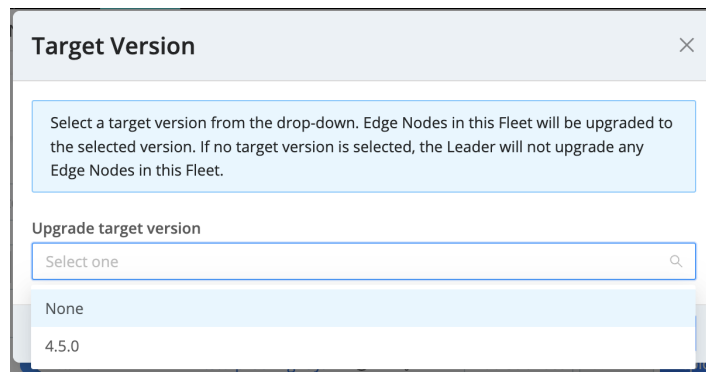 Target Version
Select a target version from the drop-down. Edge Nodes in this Fleet will be upgraded to
the selected version. If no target version is selected, the Leader will not upgrade any
Edge Nodes in this Fleet.
Upgrade target version
Select one
None
4.5.0